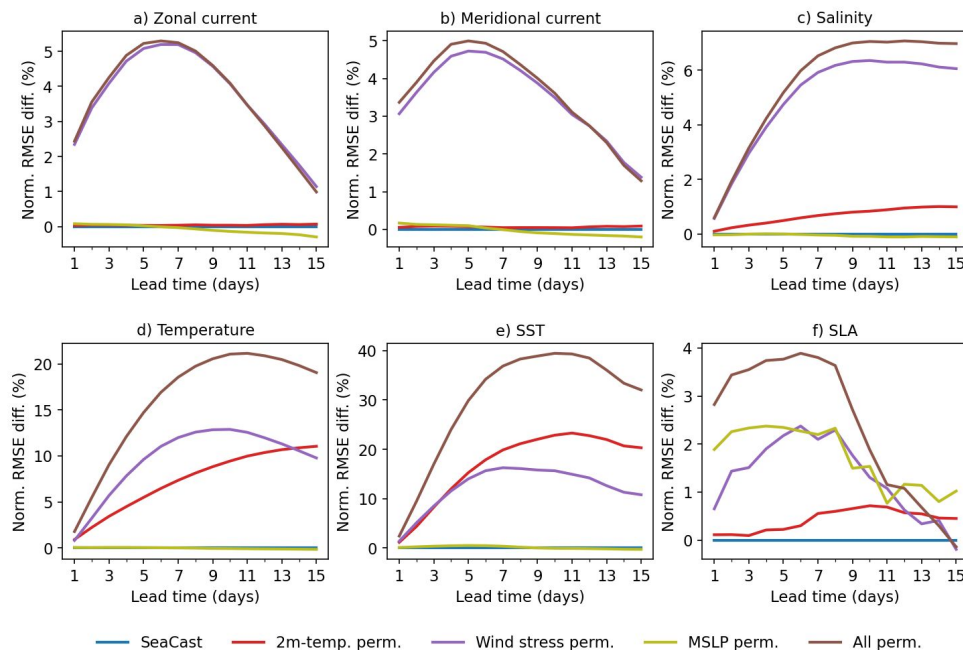 a) Zonal current
b) Meridional current
c) Salinity
Norm. RMSE diff. (%)
5
4
3
2
1
0
1 3 5 7 9 11 13 15
Lead time (days)
Norm. RMSE diff. (%)
5
4
3
2
1
0
1 3 5 7 9 11 13 15
Lead time (days)
Norm. RMSE diff. (%)
6
4
2
0
1 3 5 7 9 11 13 15
Lead time (days)
d) Temperature
e) SST
f) SLA
Norm. RMSE diff. (%)
20
15
10
5
0
1 3 5 7 9 11 13 15
Lead time (days)
Norm. RMSE diff. (%)
40
30
20
10
0
1 3 5 7 9 11 13 15
Lead time (days)
Norm. RMSE diff. (%)
4
3
2
1
0
1 3 5 7 9 11 13 15
Lead time (days)
SeaCast 2m-temp. perm. Wind stress perm. MSLP perm. All perm.